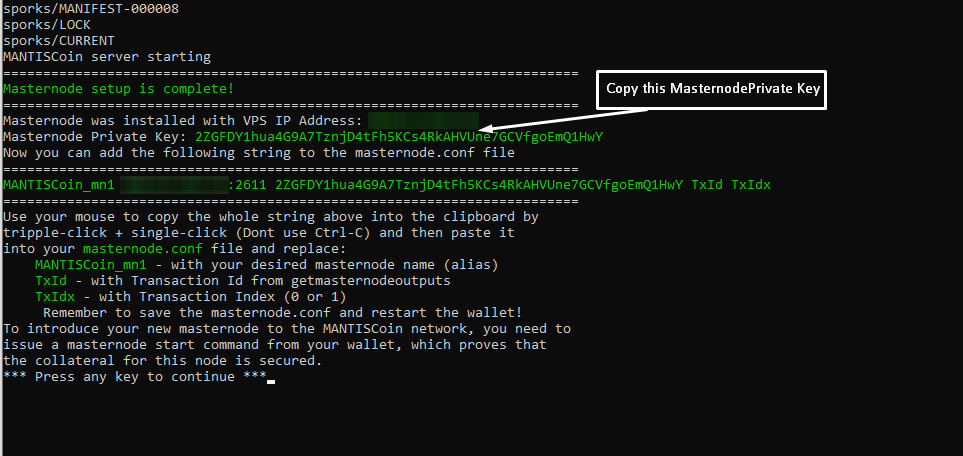 sporks/MANIFEST-000008
sporks/LOCK
sporks/CURRENT
MANTISCoin server starting
========================================================================
Masternode setup is complete!
========================================================================
Copy this MasternodePrivate Key
Masternode was installed with VPS IP Address:
Masternode Private Key: 2ZGFDY1hua4G9A7TznjD4tFh5KCs4RkAHVUne7GCVfgoEmQ1HwY
Now you can add the following string to the masternode.conf file
========================================================================
MANTISCoin_mn1 :2611 2ZGFDY1hua4G9A7TznjD4tFh5KCs4RkAHVUne7GCVfgoEmQ1HwY TxId TxIdx
========================================================================
Use your mouse to copy the whole string above into the clipboard by
tripple-click + single-click (Dont use Ctrl-C) and then paste it
into your masternode.conf file and replace:
MANTISCoin_mn1 - with your desired masternode name (alias)
TxId - with Transaction Id from getmasternodeoutputs
TxIdx - with Transaction Index (0 or 1)
Remember to save the masternode.conf and restart the wallet!
To introduce your new masternode to the MANTISCoin network, you need to
issue a masternode start command from your wallet, which proves that
the collateral for this node is secured.
*** Press any key to continue ***